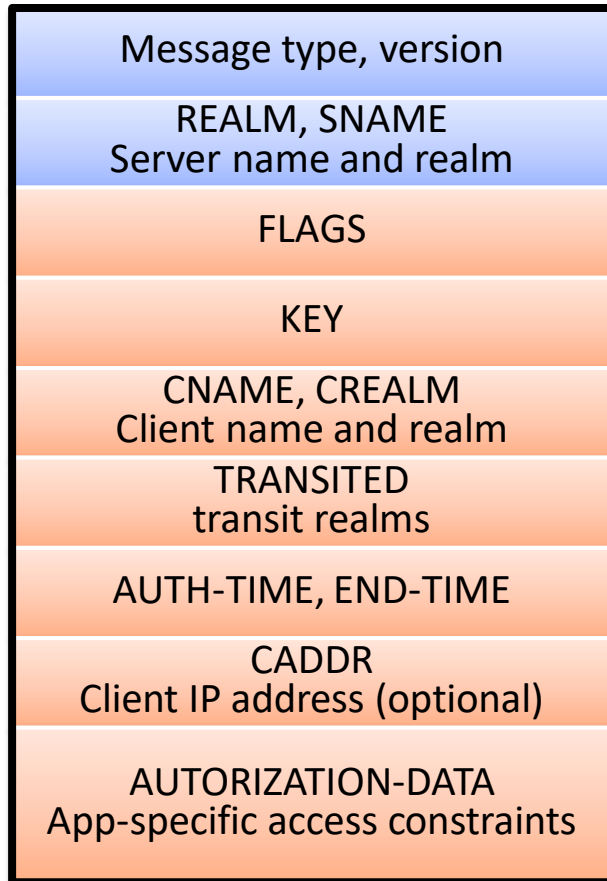 Message type, version
REALM, SNAME
Server name and realm
FLAGS
KEY
CNAME, CREALM
Client name and realm
TRANSITED
transit realms
AUTH-TIME, END-TIME
CADDR
Client IP address (optional)
AUTORIZATION-DATA
App-specific access constraints